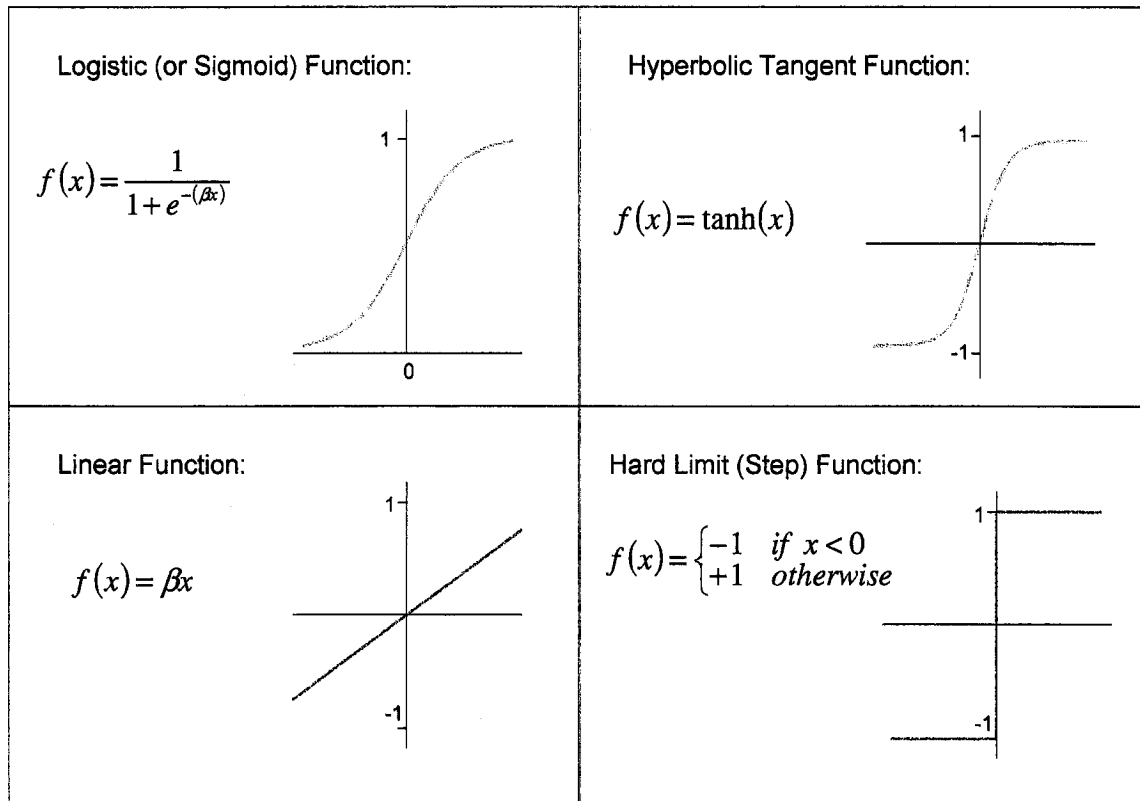 Logistic (or Sigmoid) Function:
f(x) = 1 / (1 + e^-(βx))
1
0
Hyperbolic Tangent Function:
f(x) = tanh(x)
1
-1
Linear Function:
f(x) = βx
1
-1
Hard Limit (Step) Function:
f(x) = { -1 if x < 0
+1 otherwise
1
-1